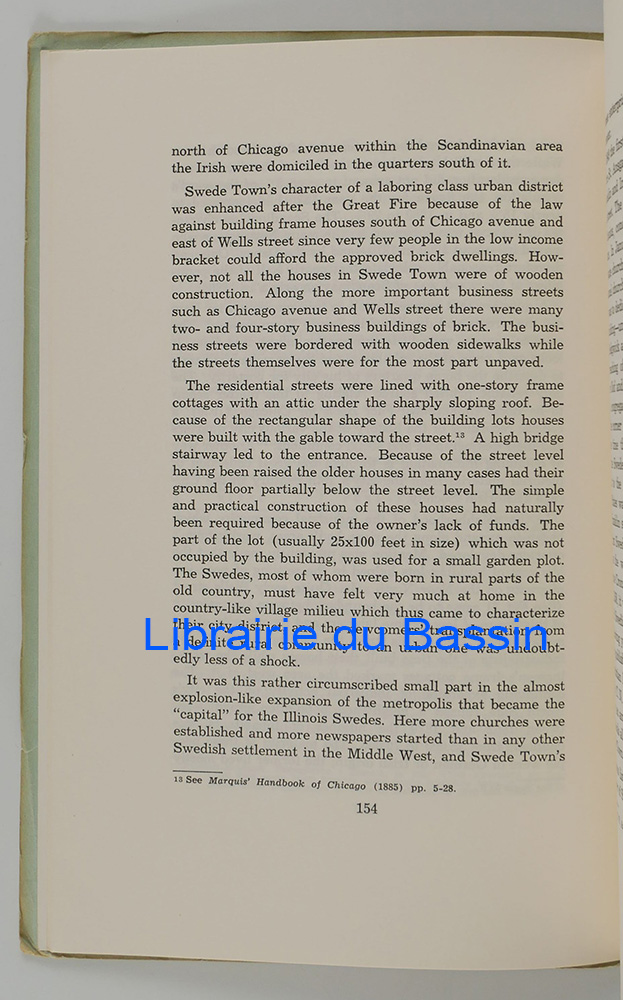 north of Chicago avenue within the Scandinavian area
the Irish were domiciled in the quarters south of it.
Swede Town's character of a laboring class urban district
was enhanced after the Great Fire because of the law
against building frame houses south of Chicago avenue and
east of Wells street since very few people in the low income
bracket could afford the approved brick dwellings. How-
ever, not all the houses in Swede Town were of wooden
construction. Along the more important business streets
such as Chicago avenue and Wells street there were many
two- and four-story business buildings of brick. The busi-
ness streets were bordered with wooden sidewalks while
the streets themselves were for the most part unpaved.
The residential streets were lined with one-story frame
cottages with an attic under the sharply sloping roof. Be-
cause of the rectangular shape of the building lots houses
were built with the gable toward the street.¹³ A high bridge
stairway led to the entrance. Because of the street level
having been raised the older houses in many cases had their
ground floor partially below the street level. The simple
and practical construction of these houses had naturally
been required because of the owner's lack of funds. The
part of the lot (usually 25x100 feet in size) which was not
occupied by the building, was used for a small garden plot.
The Swedes, most of whom were born in rural parts of the
old country, must have felt very much at home in the
country-like village milieu which thus came to characterize
their city district, and the newcomers' transplantation from
a definite rural community to an urban one was undoubt-
edly less of a shock.
It was this rather circumscribed small part in the almost
explosion-like expansion of the metropolis that became the
"capital" for the Illinois Swedes. Here more churches were
established and more newspapers started than in any other
Swedish settlement in the Middle West, and Swede Town's
¹³ See Marquis' Handbook of Chicago (1885) pp. 5-28.
154
Librairie du Bassin